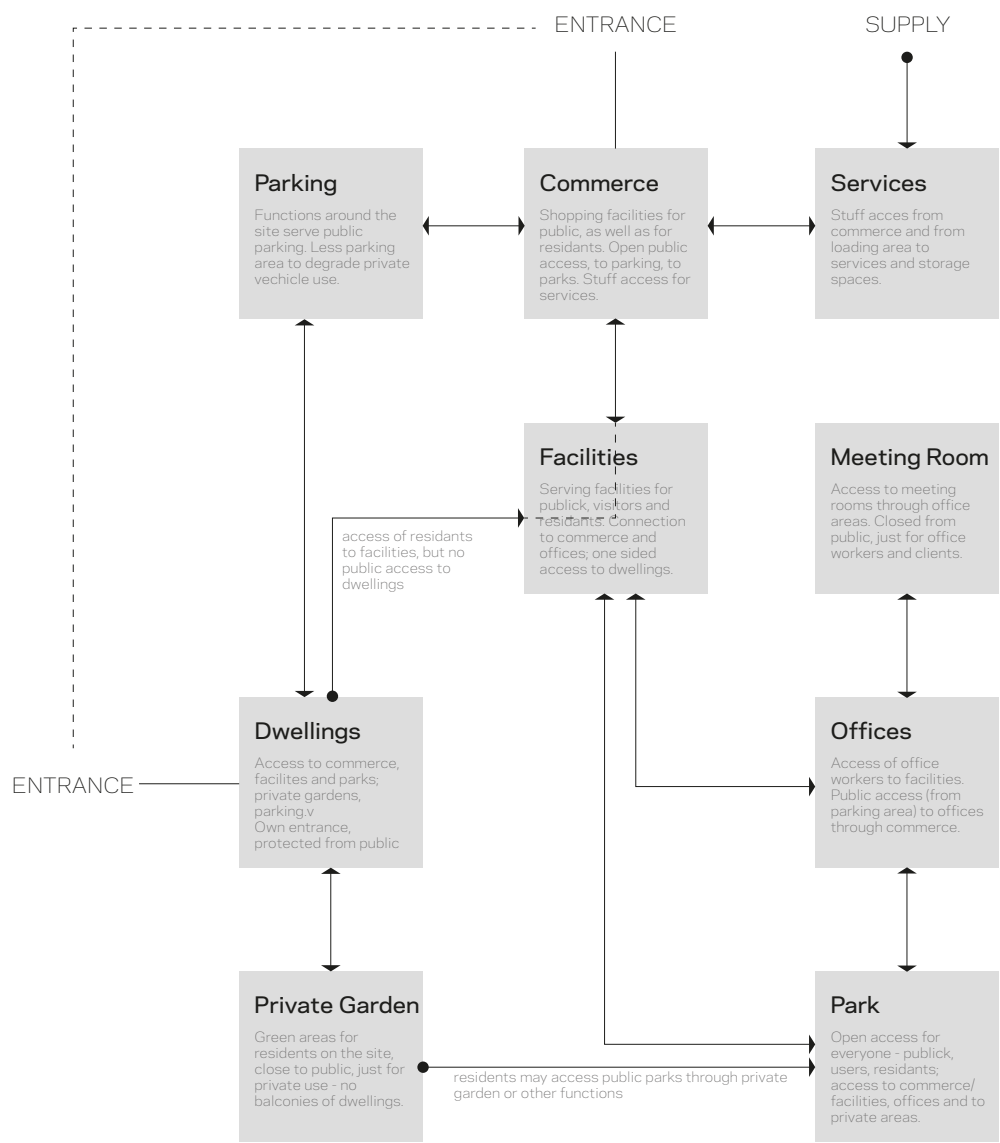 ENTRANCE
SUPPLY
Parking
Functions around the
site serve public
parking. Less parking
area to degrade private
vechicle use.
Commerce
Shopping facilities for
public, as well as for
residants. Open public
access, to parking, to
parks. Stuff access for
services.
Services
Stuff acces from
commerce and from
loading area to
services and storage
spaces.
Facilities
Serving facilities for
publick, visitors and
residants. Connection
to commerce and
offices; one sided
access to dwellings.
Meeting Room
Access to meeting
rooms through office
areas. Closed from
public, just for office
workers and clients.
access of residants
to facilities, but no
public access to
dwellings
ENTRANCE
Dwellings
Access to commerce,
facilites and parks;
private gardens,
parking.v
Own entrance,
protected from public
Offices
Access of office
workers to facilities.
Public access (from
parking area) to offices
through commerce.
Private Garden
Green areas for
residents on the site,
close to public, just for
private use - no
balconies of dwellings.
residents may access public parks through private
garden or other functions
Park
Open access for
everyone - publick,
users, residants;
access to commerce/
facilities, offices and to
private areas.